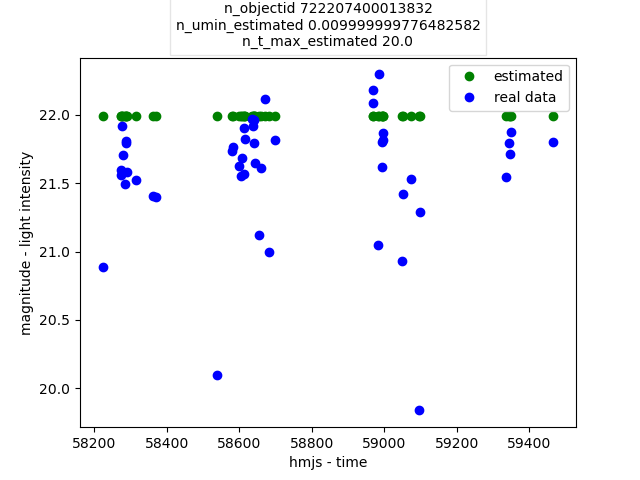 n_objectid 722207400013832
n_umin_estimated 0.009999999776482582
n_t_max_estimated 20.0
estimated
real data
magnitude - light intensity
22.0
21.5
21.0
20.5
20.0
58200 58400 58600 58800 59000 59200 59400
hmjs - time